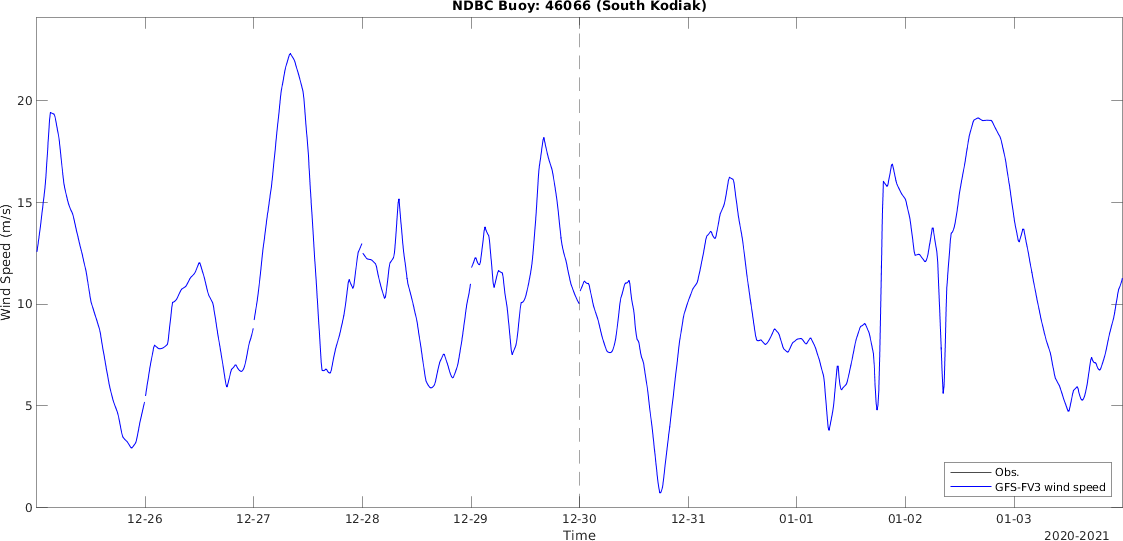 NDBC Buoy: 46066 (South Kodiak)
20
15
10
5
0
Wind Speed (m/s)
12-26 12-27 12-28 12-29 12-30 12-31 01-01 01-02 01-03
Time
2020-2021
Obs.
GFS-FV3 wind speed